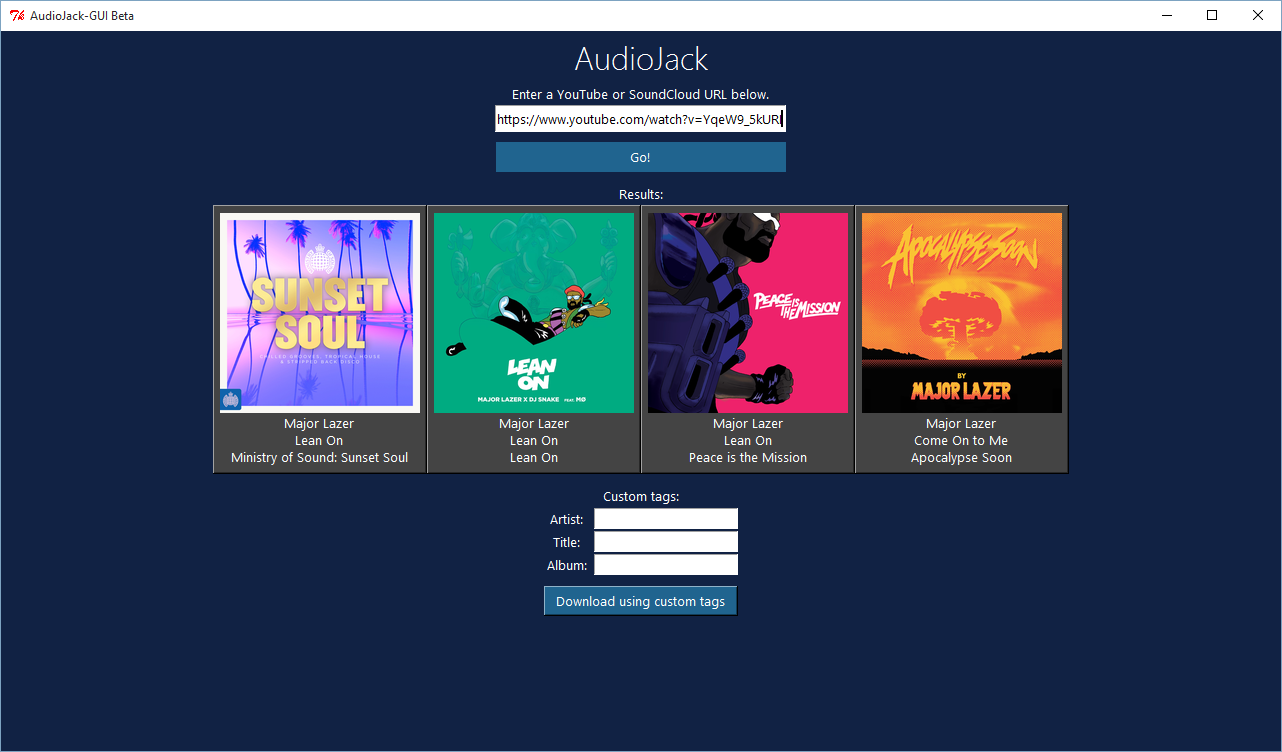 AudioJack-GUI Beta
AudioJack
Enter a YouTube or SoundCloud URL below.
https://www.youtube.com/watch?v=YqeW9_5kURI
Go!
Results:
SUNSET
SOUL
CHILLED GROOVES, TROPICAL HOUSE
& STRIPPED BACK DISCO
Major Lazer
Lean On
Ministry of Sound: Sunset Soul
LEAN
ON
MAJOR LAZER X DJ SNAKE FEAT. MØ
Major Lazer
Lean On
Lean On
PEACE IS THE MISSION
Major Lazer
Lean On
Peace is the Mission
APOCALYPSE SOON
BY
MAJOR LAZER
Major Lazer
Come On to Me
Apocalypse Soon
Custom tags:
Artist:
Title:
Album:
Download using custom tags